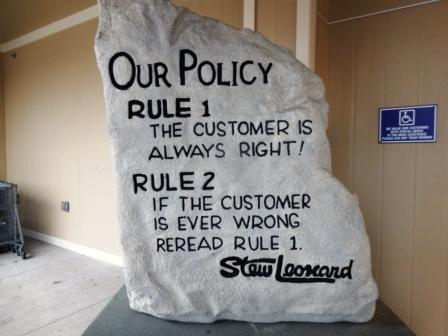 OUR POLICY
RULE 1
THE CUSTOMER IS
ALWAYS RIGHT!
RULE 2
IF THE CUSTOMER
IS EVER WRONG
REREAD RULE 1.
Stew Leonard